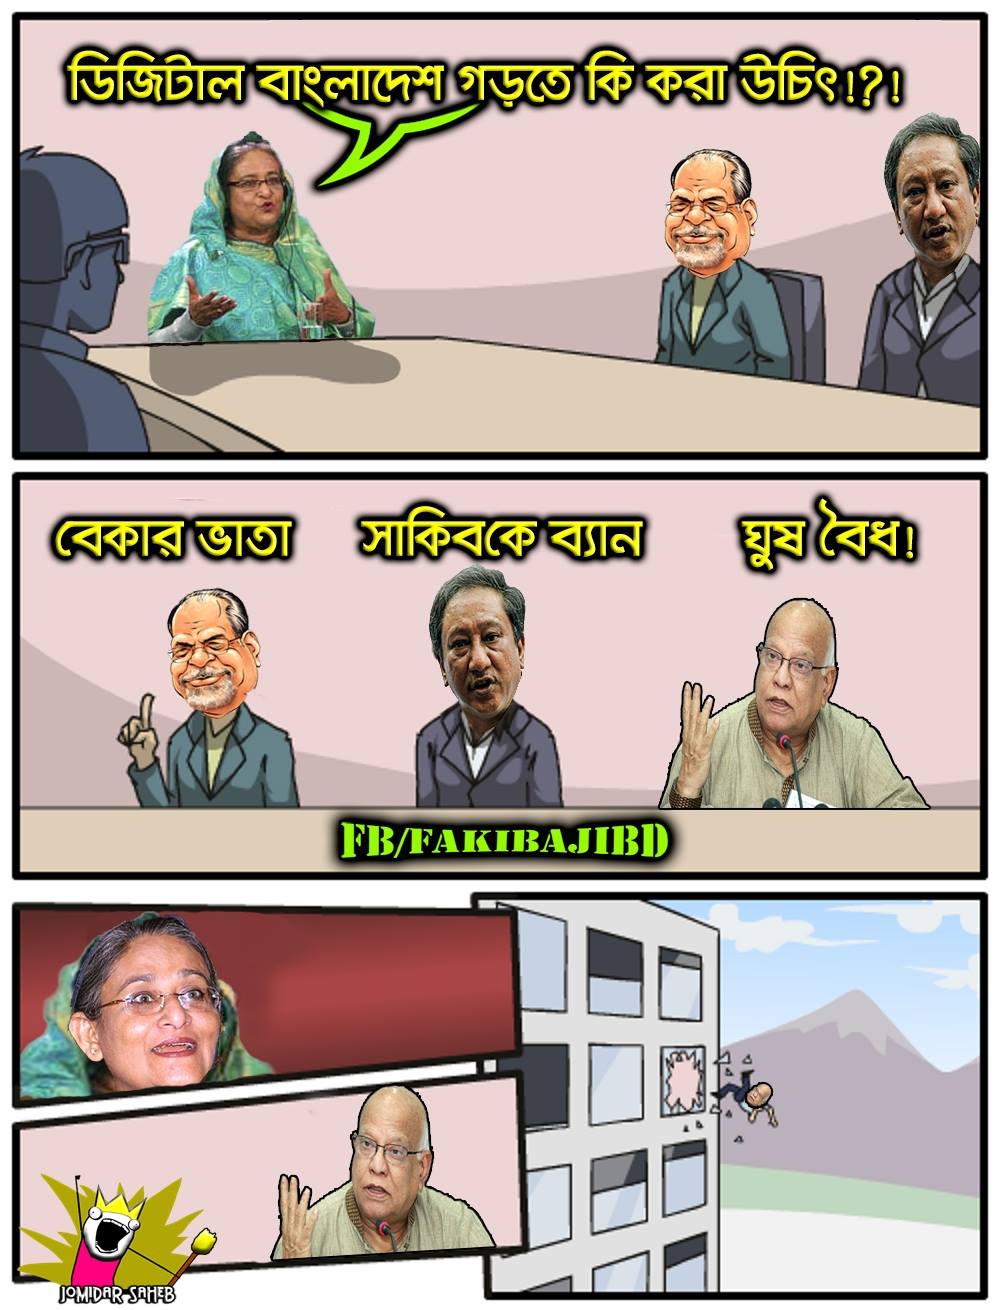 ডিজিটাল বাংলাদেশ গড়তে কি করা উচিৎ!?!
বেকার ভাতা
সাকিবকে ব্যান
ঘুষ বৈধ!
FB/FAKIBAJIBD
JOMIDAR SAHEB